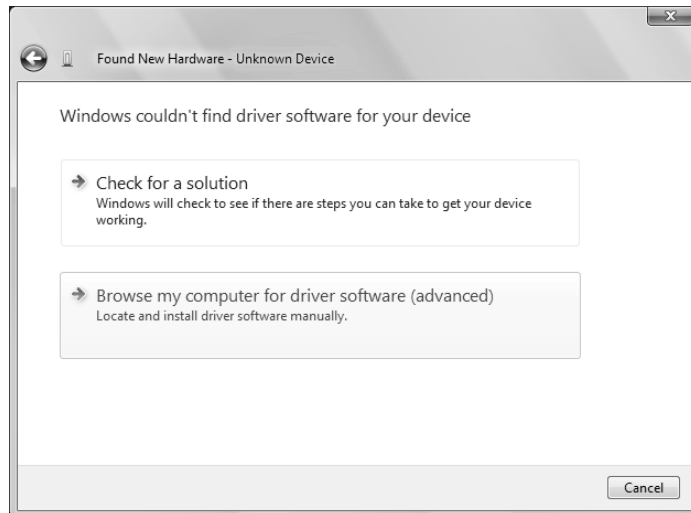 Found New Hardware - Unknown Device
Windows couldn't find driver software for your device
Check for a solution
Windows will check to see if there are steps you can take to get your device
working.
Browse my computer for driver software (advanced)
Locate and install driver software manually.
Cancel